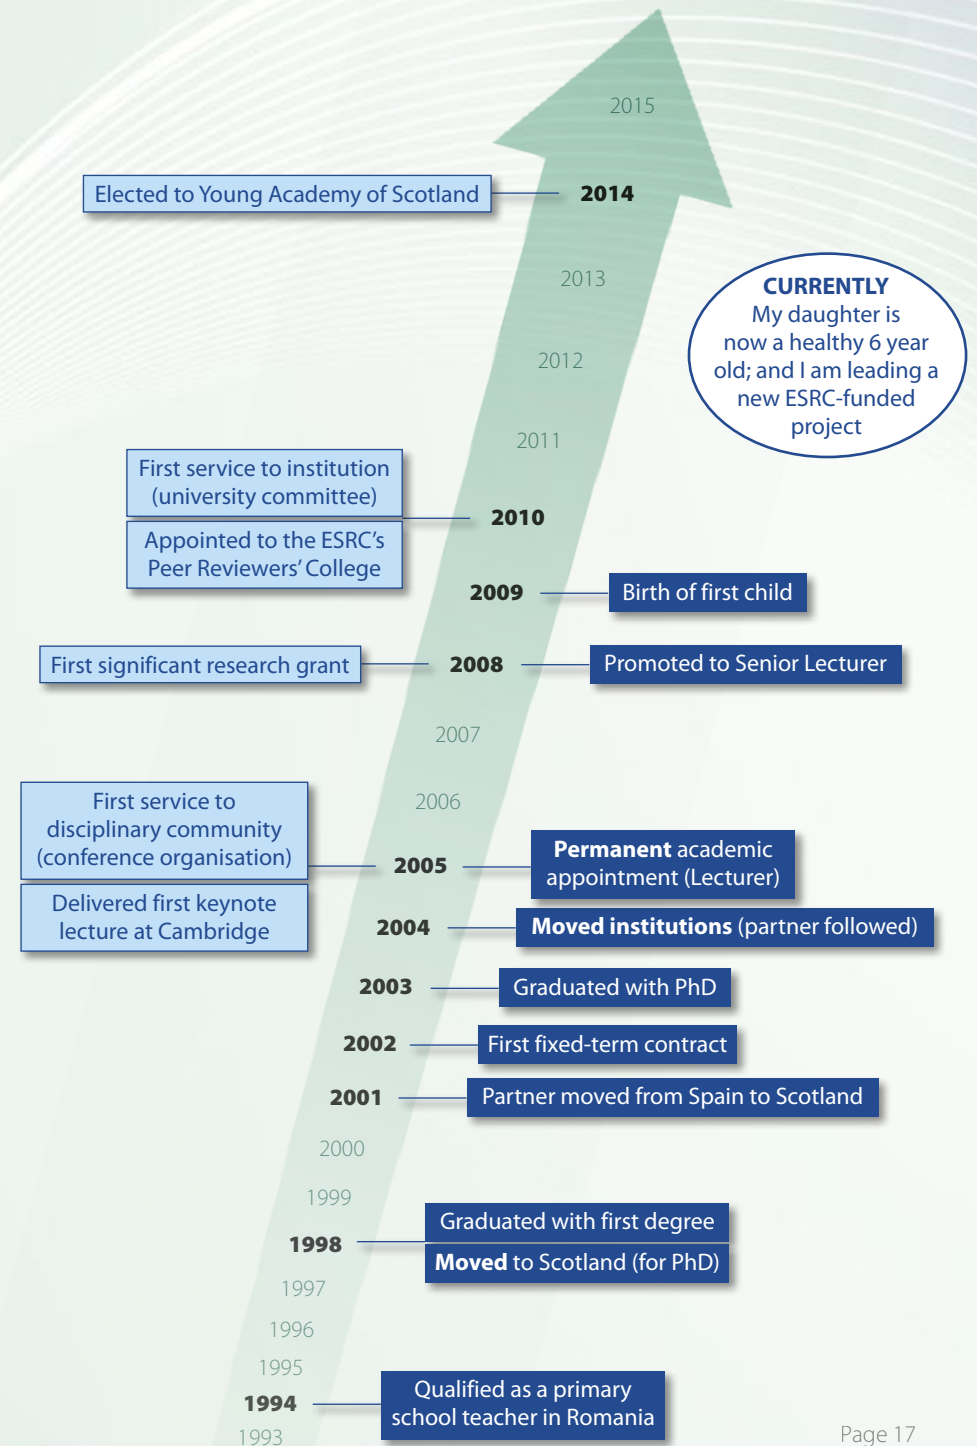 2015
Elected to Young Academy of Scotland
2014
2013
CURRENTLY
My daughter is
now a healthy 6 year
old; and I am leading a
new ESRC-funded
project
2012
2011
First service to institution
(university committee)
Appointed to the ESRC’s
Peer Reviewers’ College
2010
2009
Birth of first child
First significant research grant
2008
Promoted to Senior Lecturer
2007
2006
First service to
disciplinary community
(conference organisation)
Delivered first keynote
lecture at Cambridge
2005
Permanent academic
appointment (Lecturer)
2004
Moved institutions (partner followed)
2003
Graduated with PhD
2002
First fixed-term contract
2001
Partner moved from Spain to Scotland
2000
1999
1998
Graduated with first degree
Moved to Scotland (for PhD)
1997
1996
1995
1994
Qualified as a primary
school teacher in Romania
1993
Page 17